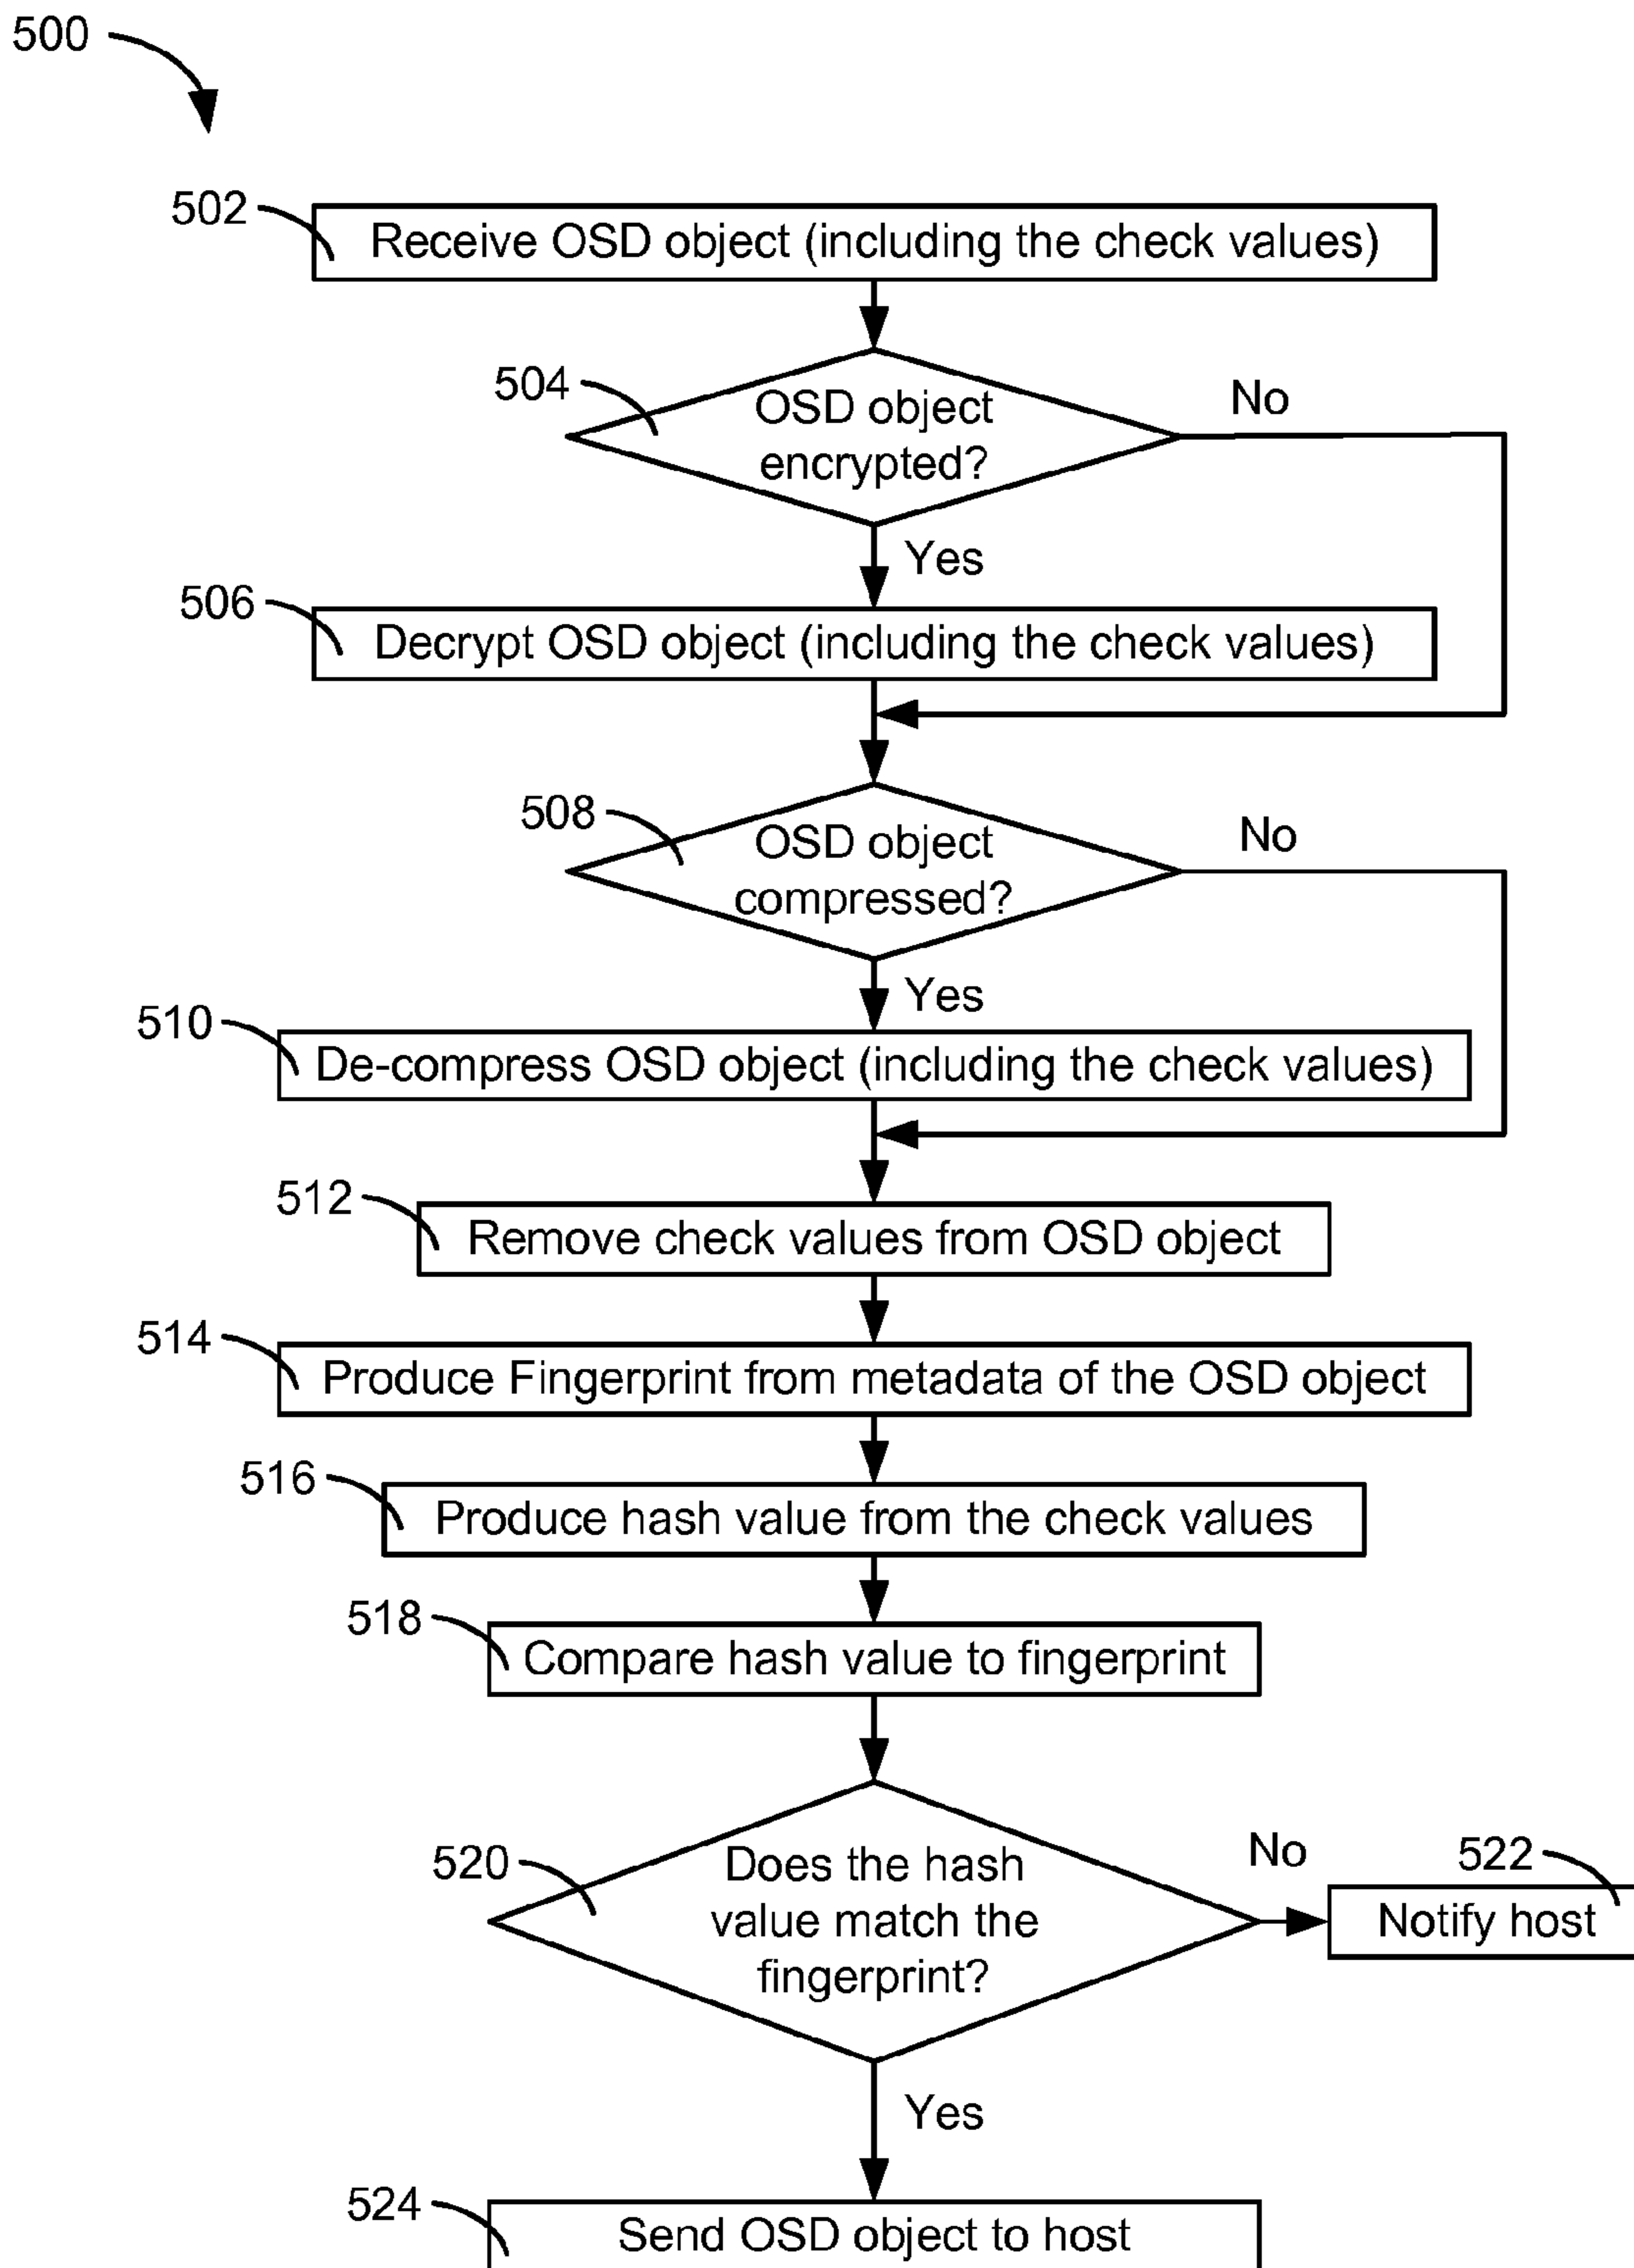 500
502
Receive OSD object (including the check values)
504
OSD object
encrypted?
No
Yes
506
Decrypt OSD object (including the check values)
508
OSD object
compressed?
No
Yes
510
De-compress OSD object (including the check values)
512
Remove check values from OSD object
514
Produce Fingerprint from metadata of the OSD object
516
Produce hash value from the check values
518
Compare hash value to fingerprint
520
Does the hash
value match the
fingerprint?
No
522
Notify host
Yes
524
Send OSD object to host